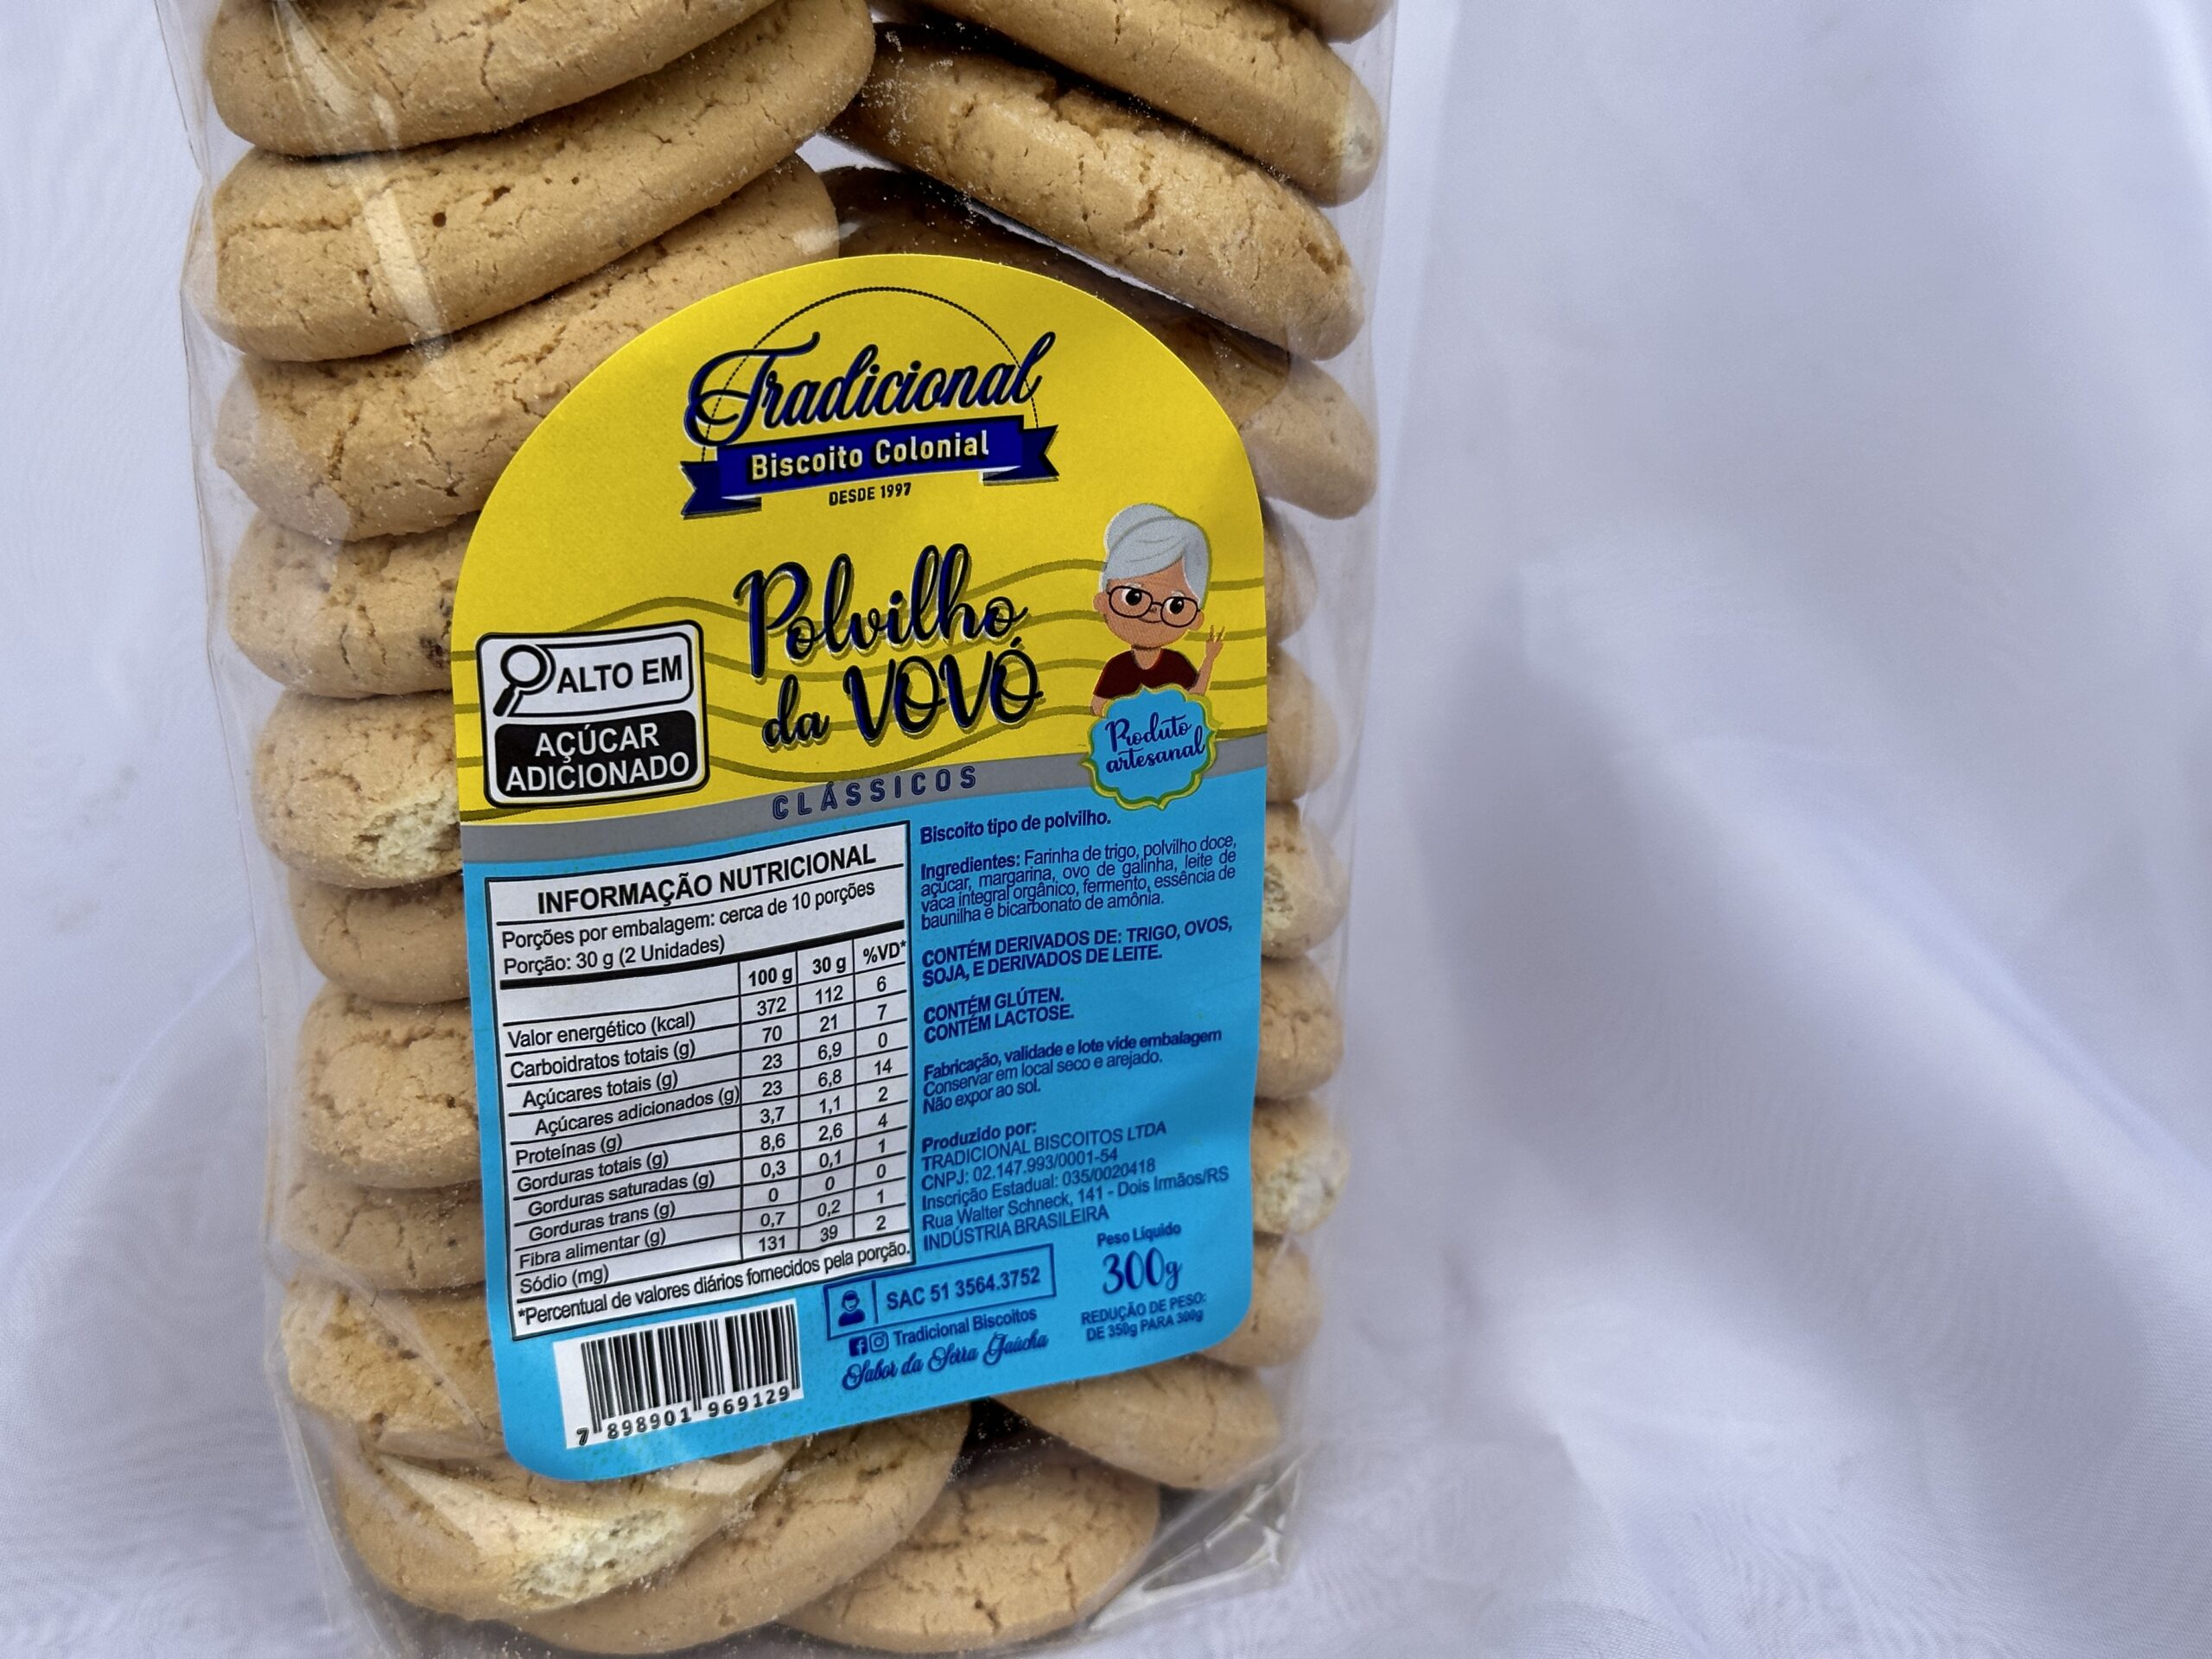 Tradicional
Biscoito Colonial
DESDE 1997
Polvilho
da VOVÓ
CLÁSSICOS
ALTO EM
AÇÚCAR
ADICIONADO
Produto
artesanal
INFORMAÇÃO NUTRICIONAL
Porções por embalagem: cerca de 10 porções
Porção: 30 g (2 Unidades)
100 g 30 g %VD*
Valor energético (kcal) 372 112 6
Carboidratos totais (g) 70 21 7
Açúcares totais (g) 23 6,9 0
Açúcares adicionados (g) 23 6,8 14
Proteínas (g) 3,7 1,1 2
Gorduras totais (g) 8,6 2,6 4
Gorduras saturadas (g) 0,3 0,1 1
Gorduras trans (g) 0 0 0
Fibra alimentar (g) 0,7 0,2 1
Sódio (mg) 131 39 2
*Percentual de valores diários fornecidos pela porção.
Biscoito tipo de polvilho.
Ingredientes: Farinha de trigo, polvilho doce,
açúcar, margarina, ovo de galinha, leite de
vaca integral orgânico, fermento, essência de
baunilha e bicarbonato de amônia.
CONTÉM DERIVADOS DE: TRIGO, OVOS,
SOJA, E DERIVADOS DE LEITE.
CONTÉM GLÚTEN.
CONTÉM LACTOSE.
Fabricação, validade e lote vide embalagem
Conservar em local seco e arejado.
Não expor ao sol.
Produzido por:
TRADICIONAL BISCOITOS LTDA
CNPJ: 02.147.993/0001-54
Inscrição Estadual: 035/0020418
Rua Walter Schneck, 141 - Dois Irmãos/RS
INDÚSTRIA BRASILEIRA
Peso Líquido
300g
REDUÇÃO DE PESO:
DE 350g PARA 300g
SAC 51 3564.3752
Tradicional Biscoitos
Sabor da Serra Gaúcha
7 898901 969129